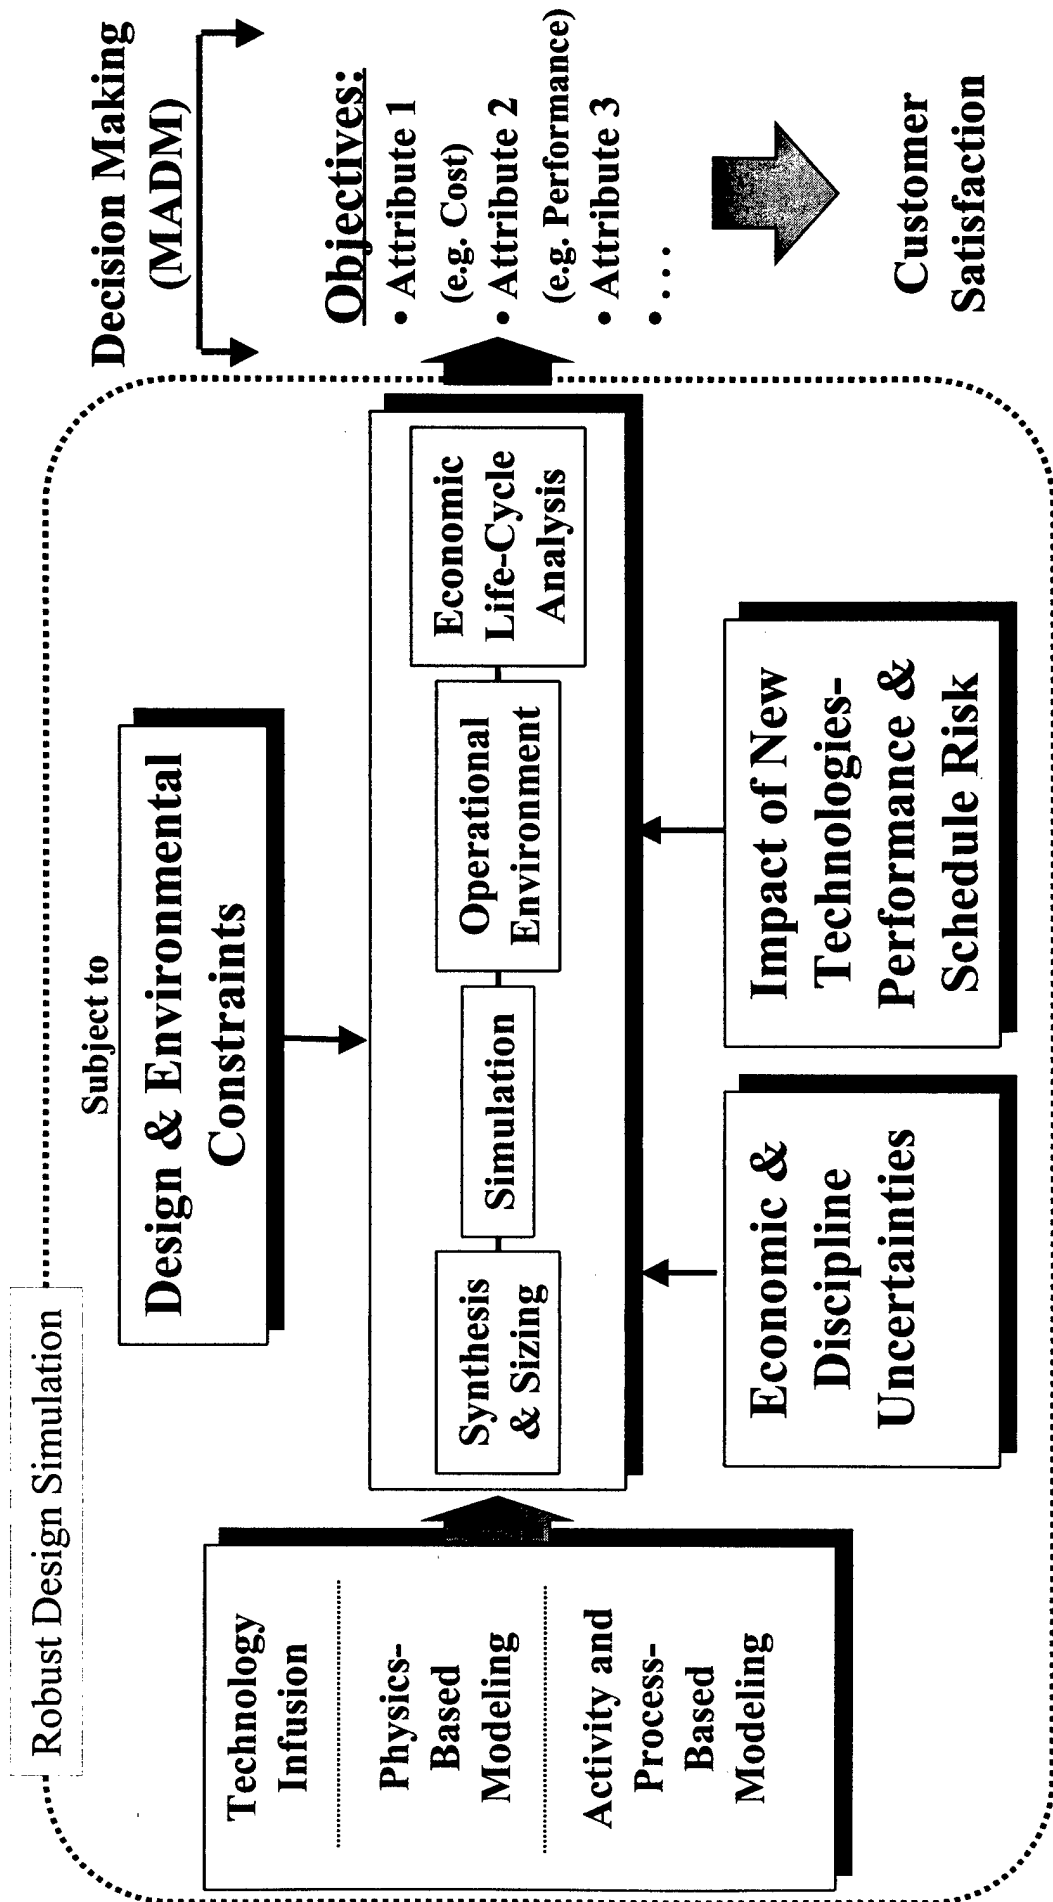 Robust Design Simulation
Subject to
Design & Environmental
Constraints
Technology
Infusion
Physics-
Based
Modeling
Activity and
Process-
Based
Modeling
Synthesis
& Sizing
Simulation
Operational
Environment
Economic
Life-Cycle
Analysis
Economic &
Discipline
Uncertainties
Impact of New
Technologies-
Performance &
Schedule Risk
Decision Making
(MADM)
Objectives:
• Attribute 1
(e.g. Cost)
• Attribute 2
(e.g. Performance)
• Attribute 3
• ...
Customer
Satisfaction